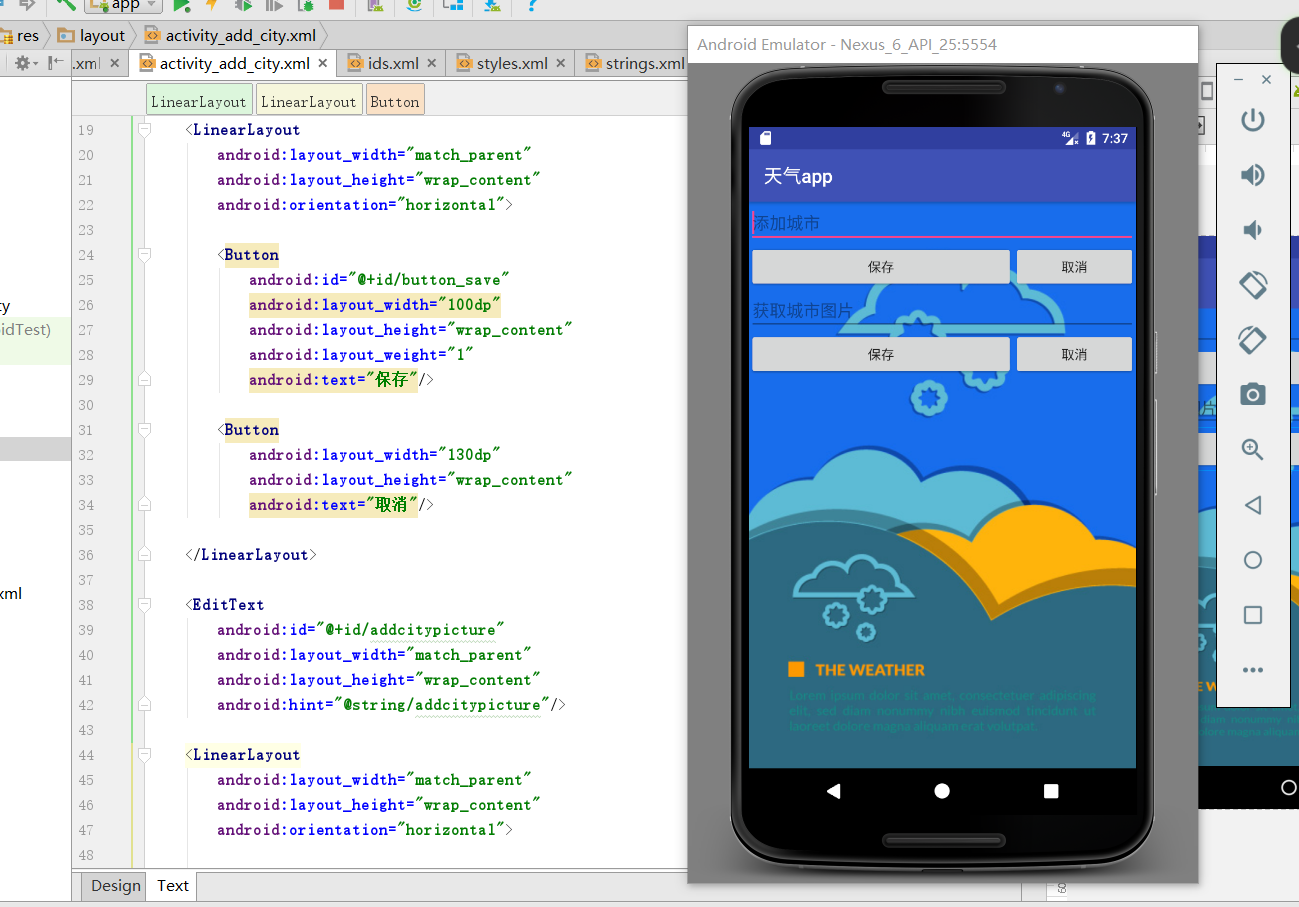 app
res
layout
activity_add_city.xml
.xml
activity_add_city.xml
ids.xml
styles.xml
strings.xml
LinearLayout
LinearLayout
Button
19 <LinearLayout
20 android:layout_width="match_parent"
21 android:layout_height="wrap_content"
22 android:orientation="horizontal">
23
24 <Button
25 android:id="@+id/button_save"
26 android:layout_width="100dp"
27 android:layout_height="wrap_content"
28 android:layout_weight="1"
29 android:text="保存"/>
30
31 <Button
32 android:layout_width="130dp"
33 android:layout_height="wrap_content"
34 android:text="取消"/>
35
36 </LinearLayout>
37
38 <EditText
39 android:id="@+id/addcitypicture"
40 android:layout_width="match_parent"
41 android:layout_height="wrap_content"
42 android:hint="@string/addcitypicture"/>
43
44 <LinearLayout
45 android:layout_width="match_parent"
46 android:layout_height="wrap_content"
47 android:orientation="horizontal">
48
ty
idTest)
xml
Design
Text
Android Emulator - Nexus_6_API_25:5554
4G
7:37
天气app
添加城市
保存
取消
获取城市图片
保存
取消
THE WEATHER
Lorem ipsum dolor sit amet, consectetuer adipiscing
elit, sed diam nonummy nibh euismod tincidunt ut
laoreet dolore magna aliquam erat volutpat.
片
E W
diam nonummy n
olore magna aliquam
60